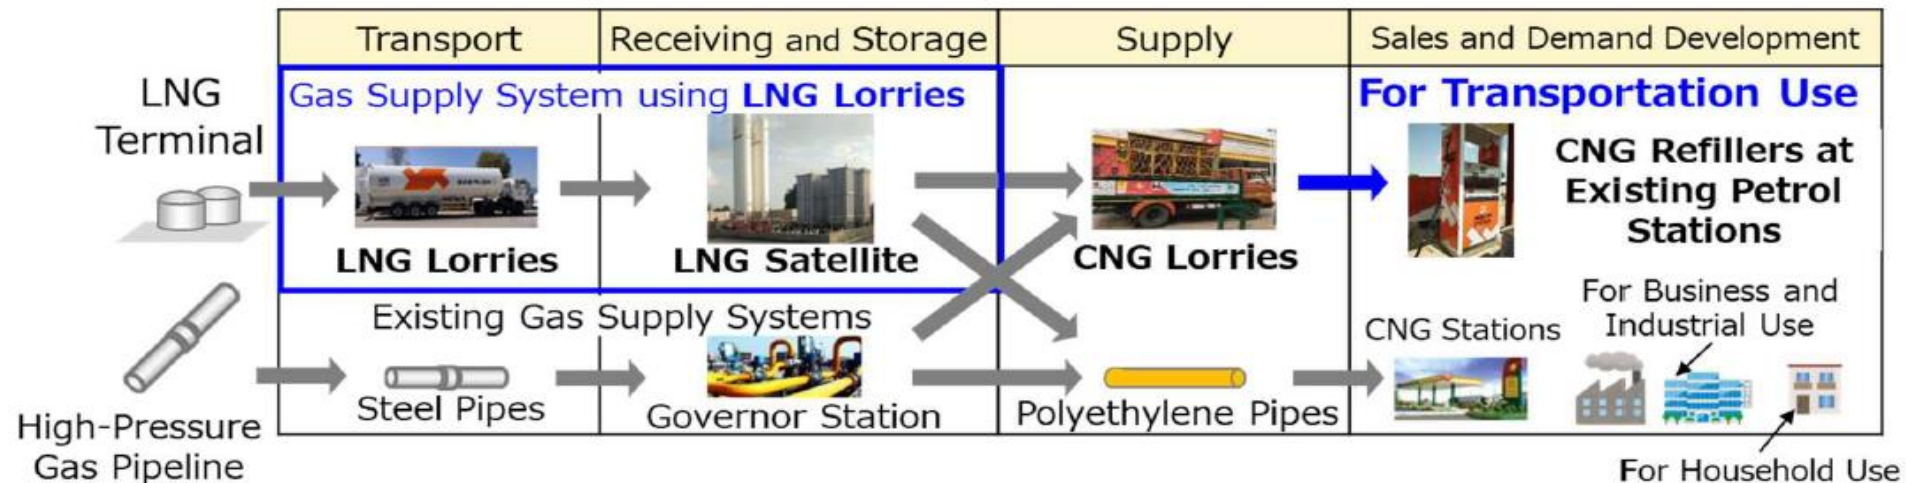 Transport
Receiving and Storage
Supply
Sales and Demand Development
LNG
Terminal
Gas Supply System using LNG Lorries
For Transportation Use
CNG Refillers at
Existing Petrol
Stations
LNG Lorries
LNG Satellite
CNG Lorries
Existing Gas Supply Systems
For Business and
Industrial Use
CNG Stations
Steel Pipes
Governor Station
Polyethylene Pipes
High-Pressure
Gas Pipeline
For Household Use